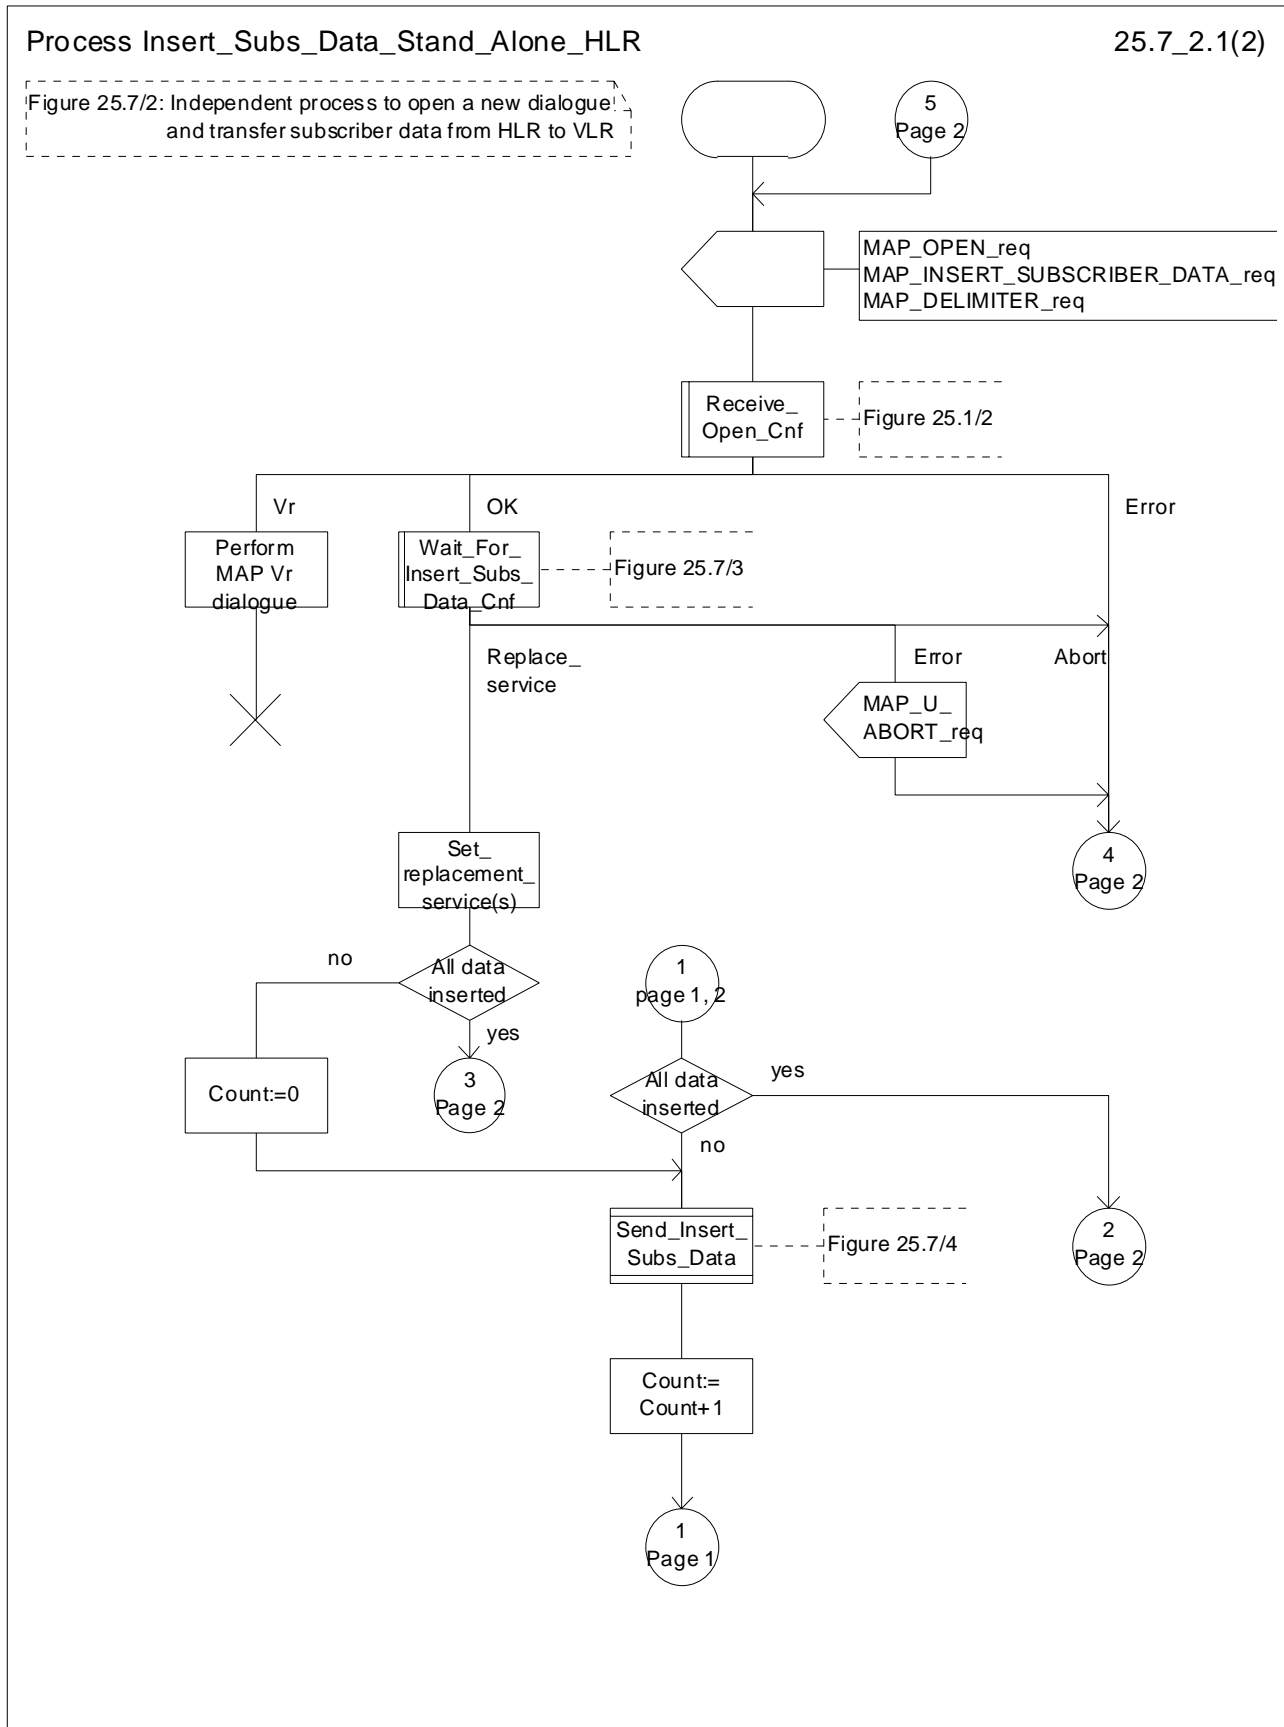 Process Insert_Subs_Data_Stand_Alone_HLR
25.7_2.1(2)
Figure 25.7/2: Independent process to open a new dialogue
and transfer subscriber data from HLR to VLR
5
Page 2
MAP_OPEN_req
MAP_INSERT_SUBSCRIBER_DATA_req
MAP_DELIMITER_req
Receive_
Open_Cnf
Figure 25.1/2
Vr
OK
Error
Perform
MAP Vr
dialogue
Wait_For_
Insert_Subs_
Data_Cnf
Figure 25.7/3
Replace_
service
Error
Abort
MAP_U_
ABORT_req
Set_
replacement_
service(s)
4
Page 2
no
All data
inserted
yes
1
page 1, 2
Count:=0
3
Page 2
All data
inserted
yes
no
Send_Insert_
Subs_Data
Figure 25.7/4
2
Page 2
Count:=
Count+1
1
Page 1